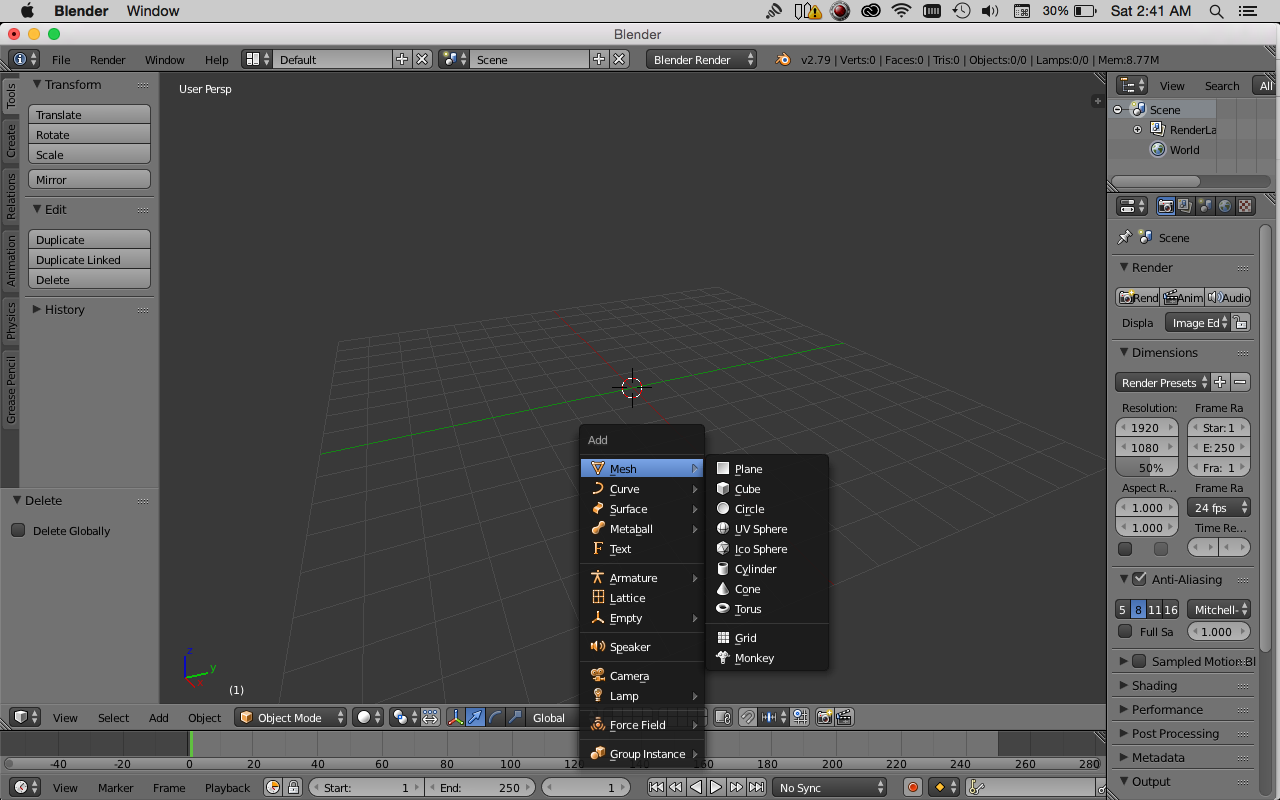 Blender Window 30% Sat 2:41 AM
Blender
File Render Window Help Default Scene Blender Render v2.79 | Verts:0 | Faces:0 | Tris:0 | Objects:0/0 | Lamps:0/0 | Mem:8.77M
Tools
Create
Relations
Animation
Physics
Grease Pencil
Transform
Translate
Rotate
Scale
Mirror
Edit
Duplicate
Duplicate Linked
Delete
History
Delete
Delete Globally
User Persp
z
y
(1)
Add
Mesh
Curve
Surface
Metaball
Text
Armature
Lattice
Empty
Speaker
Camera
Lamp
Force Field
Group Instance
Plane
Cube
Circle
UV Sphere
Ico Sphere
Cylinder
Cone
Torus
Grid
Monkey
View Select Add Object Object Mode Global
-40 -20 0 20 40 60 80 100 120 160 180 200 220 240 260 280
View Marker Frame Playback Start: 1 End: 250 1 No Sync
View Search All
Scene
RenderLa
World
Scene
Render
Rend Anim Audio
Displa Image Ed
Dimensions
Render Presets
Resolution: Frame Ra
1920 Star: 1
1080 E: 250
50% Fra: 1
Aspect R... Frame Ra
1.000 24 fps
1.000 Time Re...
Anti-Aliasing
5 8 11 16 Mitchell-
Full Sa 1.000
Sampled Motion Bl
Shading
Performance
Post Processing
Metadata
Output